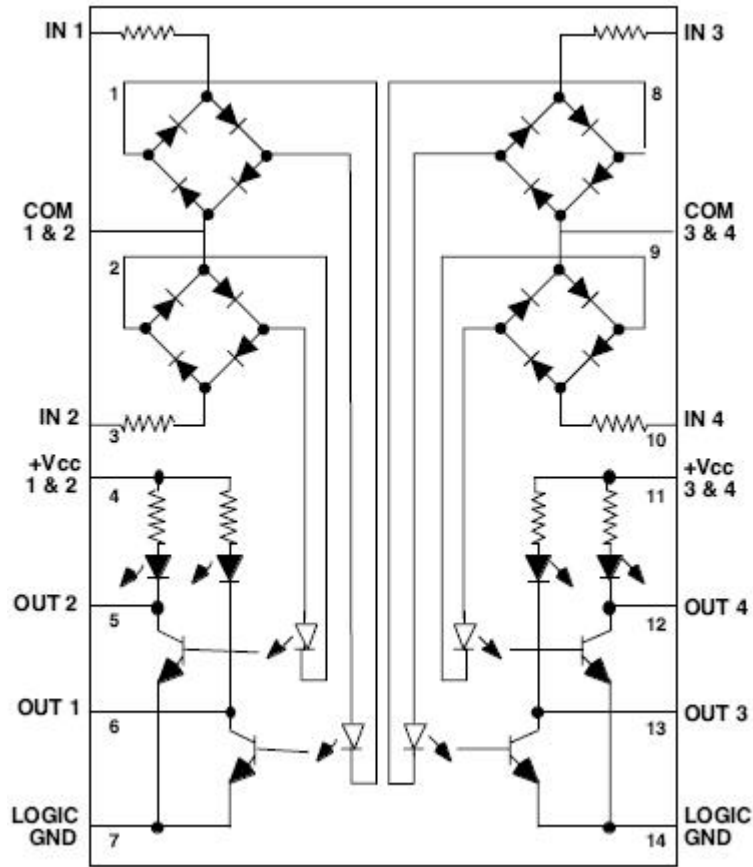 IN 1
1
COM
1 & 2
2
IN 2
3
+Vcc
1 & 2
4
OUT 2
5
OUT 1
6
LOGIC
GND
7
IN 3
8
COM
3 & 4
9
IN 4
10
+Vcc
3 & 4
11
OUT 4
12
OUT 3
13
LOGIC
GND
14